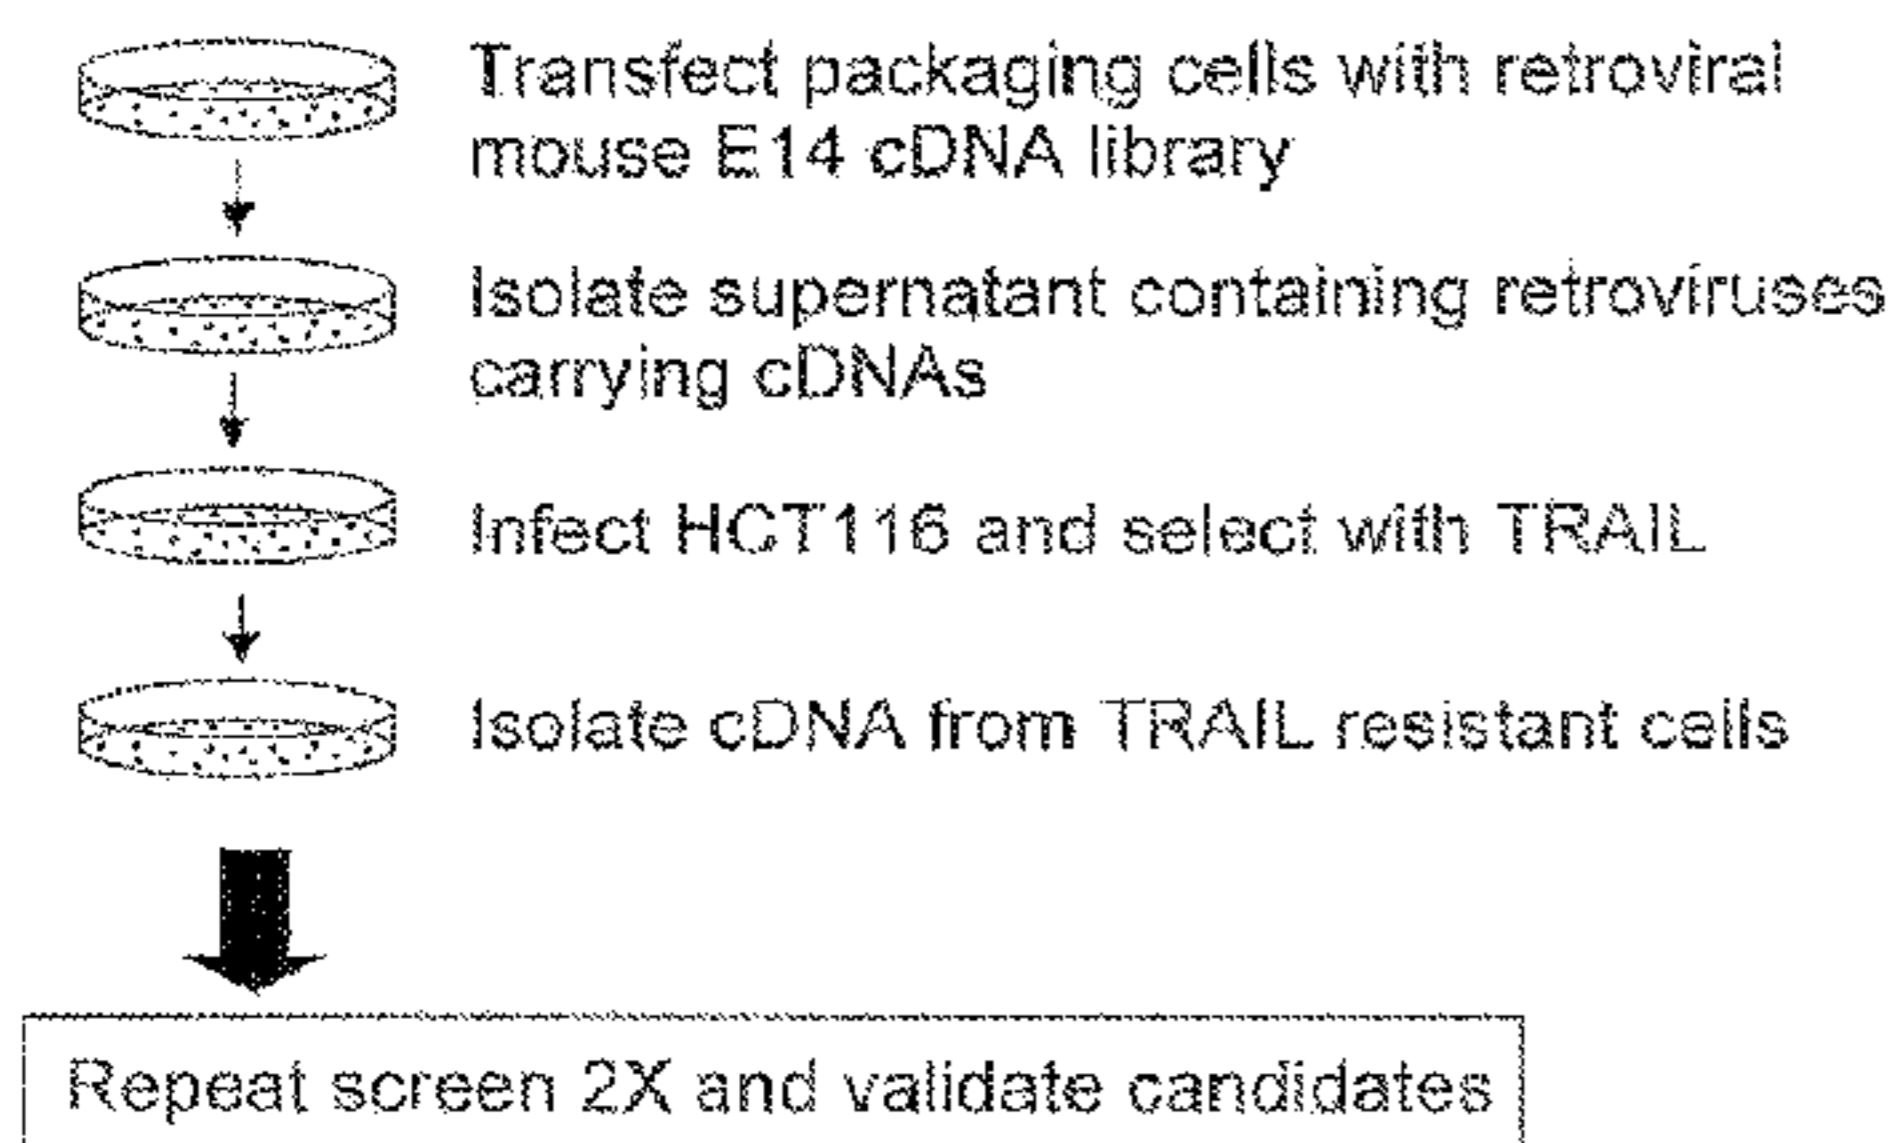 Transfect packaging cells with retroviral
mouse E14 cDNA library
Isolate supernatant containing retroviruses
carrying cDNAs
Infect HCT116 and select with TRAIL
Isolate cDNA from TRAIL resistant cells
Repeat screen 2X and validate candidates